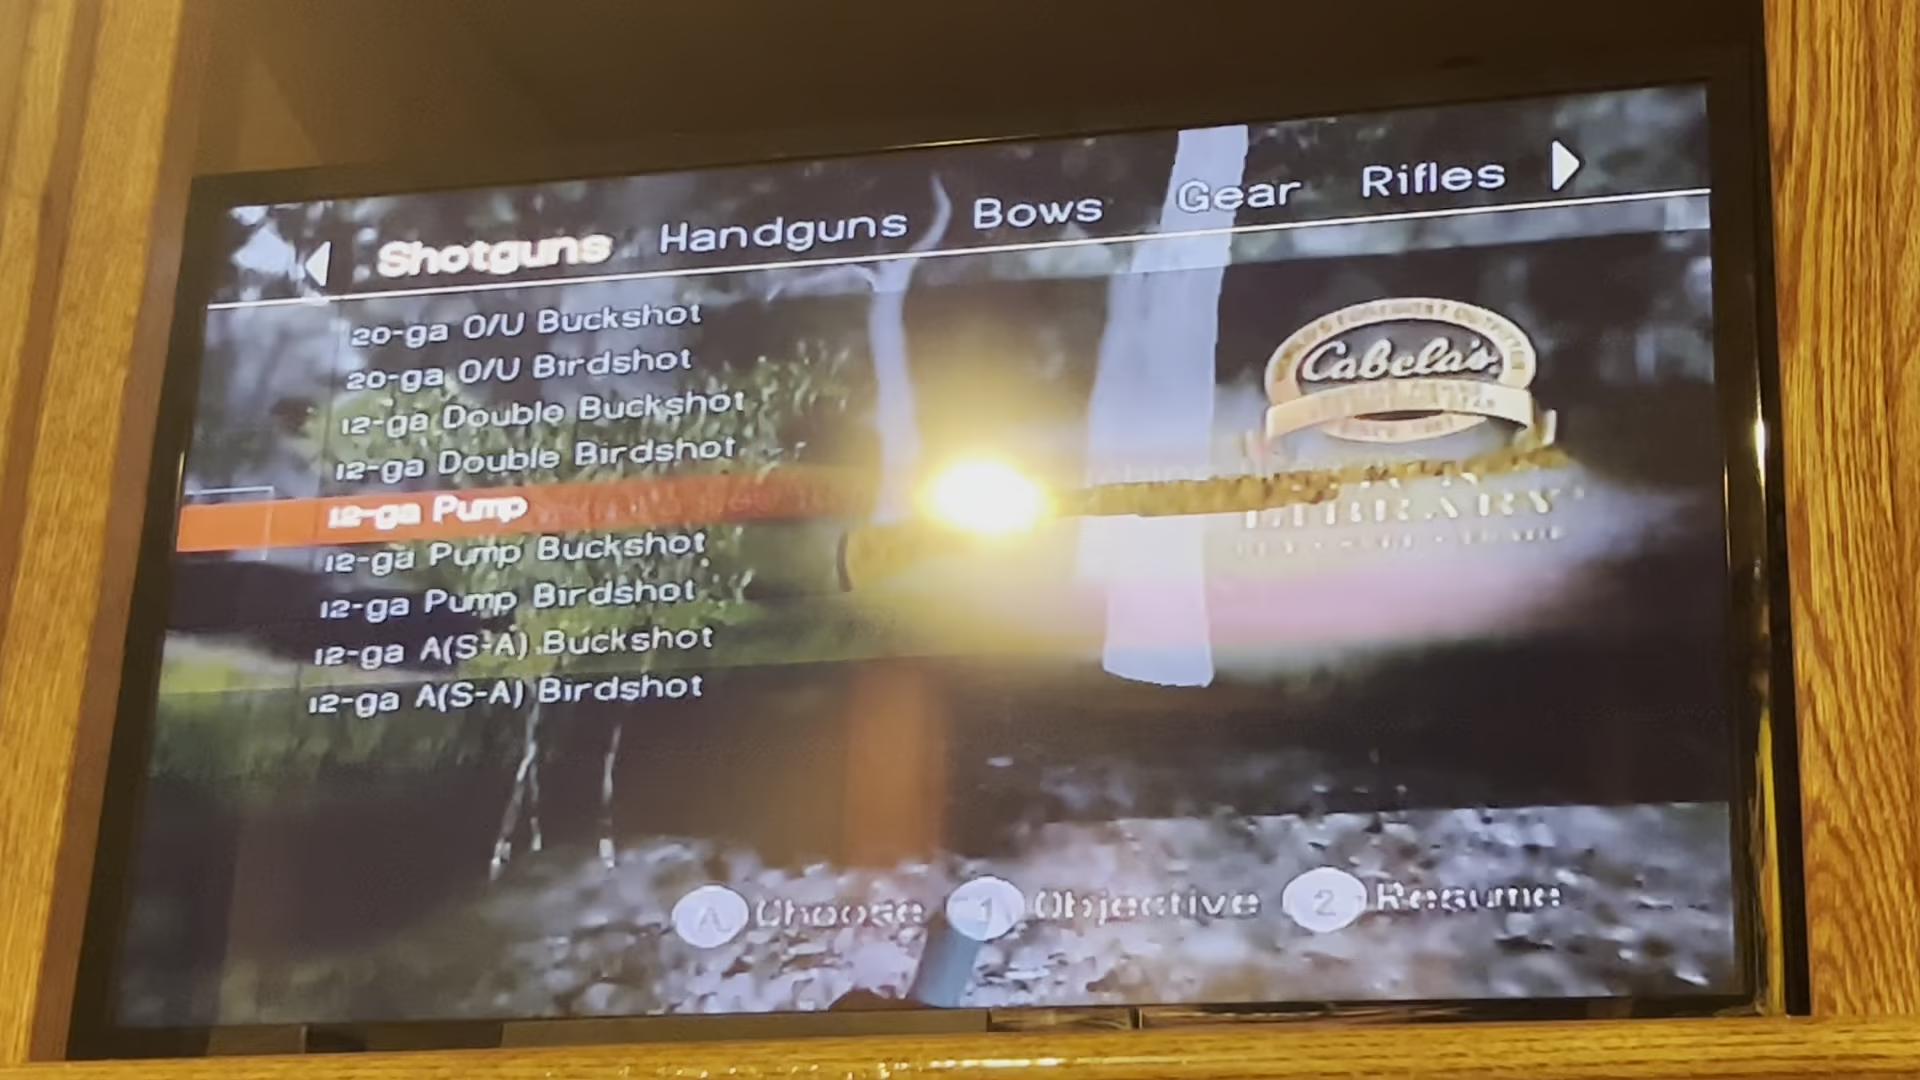 Shotguns Handguns Bows Gear Rifles
20-ga O/U Buckshot
20-ga O/U Birdshot
12-ga Double Buckshot
12-ga Double Birdshot
12-ga Pump
12-ga Pump Buckshot
12-ga Pump Birdshot
12-ga A(S-A) Buckshot
12-ga A(S-A) Birdshot
Cabela's
LIBRARY
A Choose 1 Objective 2 Resume